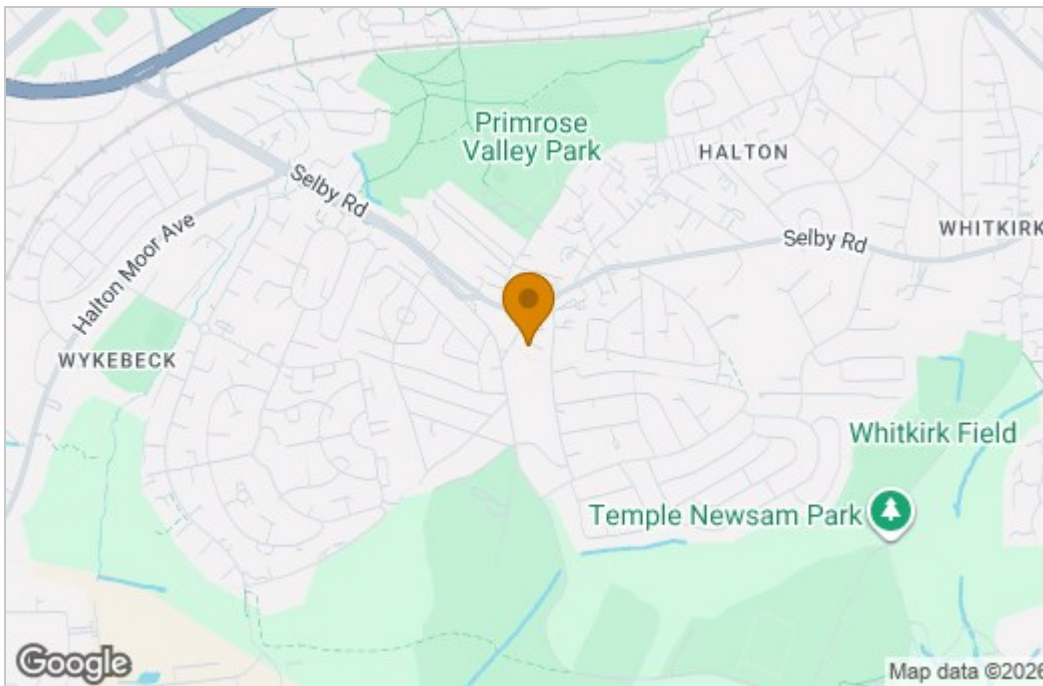 Primrose
Valley Park
HALTON
Selby Rd
Selby Rd
WHITKIRK
Halton Moor Ave
WYKEBECK
Whitkirk Field
Temple Newsam Park
Google
Map data ©2026